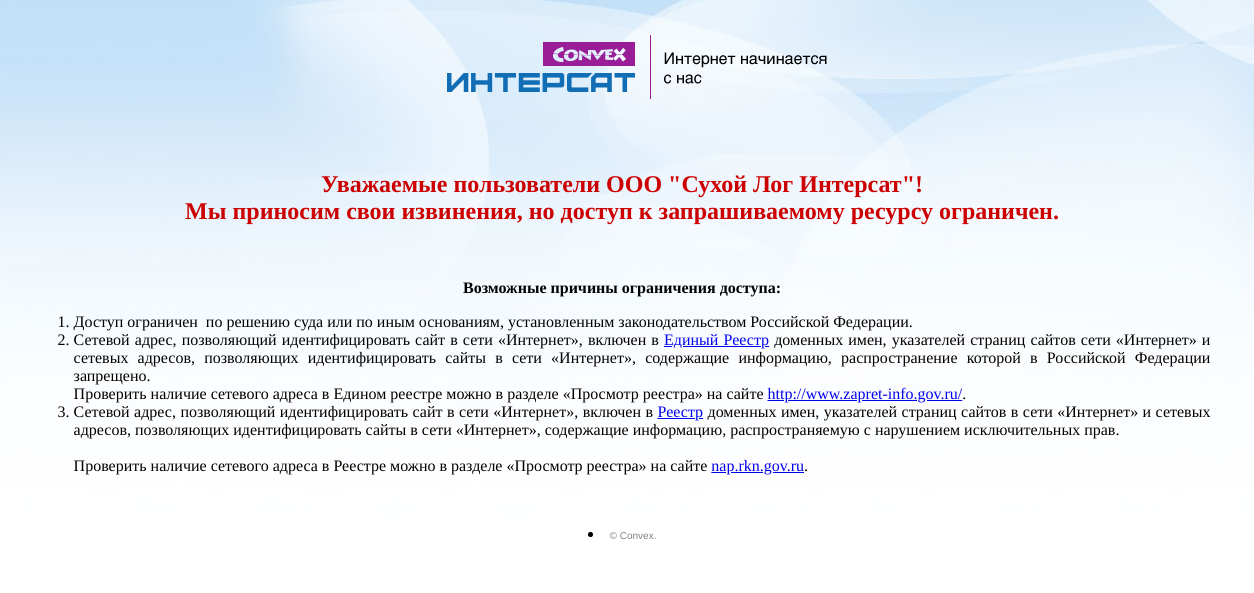 CONVEX
ИНТЕРСАТ
Интернет начинается
с нас
Уважаемые пользователи ООО "Сухой Лог Интерсат"!
Мы приносим свои извинения, но доступ к запрашиваемому ресурсу ограничен.
Возможные причины ограничения доступа:
1. Доступ ограничен  по решению суда или по иным основаниям, установленным законодательством Российской Федерации.
2. Сетевой адрес, позволяющий идентифицировать сайт в сети «Интернет», включен в Единый Реестр доменных имен, указателей страниц сайтов сети «Интернет» и
сетевых адресов, позволяющих идентифицировать сайты в сети «Интернет», содержащие информацию, распространение которой в Российской Федерации
запрещено.
Проверить наличие сетевого адреса в Едином реестре можно в разделе «Просмотр реестра» на сайте http://www.zapret-info.gov.ru/.
3. Сетевой адрес, позволяющий идентифицировать сайт в сети «Интернет», включен в Реестр доменных имен, указателей страниц сайтов в сети «Интернет» и сетевых
адресов, позволяющих идентифицировать сайты в сети «Интернет», содержащие информацию, распространяемую с нарушением исключительных прав.
Проверить наличие сетевого адреса в Реестре можно в разделе «Просмотр реестра» на сайте nap.rkn.gov.ru.
• © Convex.